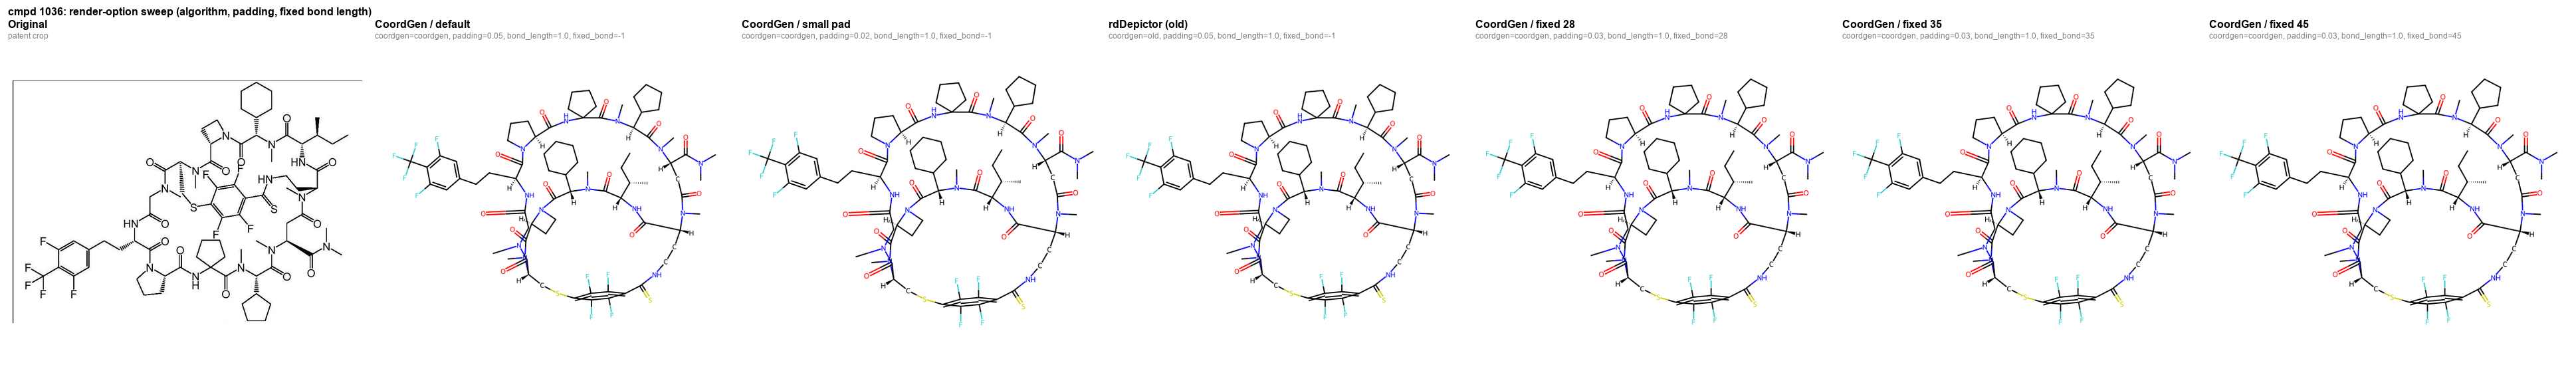 cmpd 1036: render-option sweep (algorithm, padding, fixed bond length)
Original
patent crop
CoordGen / default
coordgen=coordgen, padding=0.05, bond_length=1.0, fixed_bond=-1
CoordGen / small pad
coordgen=coordgen, padding=0.02, bond_length=1.0, fixed_bond=-1
rdDepictor (old)
coordgen=old, padding=0.05, bond_length=1.0, fixed_bond=-1
CoordGen / fixed 28
coordgen=coordgen, padding=0.03, bond_length=1.0, fixed_bond=28
CoordGen / fixed 35
coordgen=coordgen, padding=0.03, bond_length=1.0, fixed_bond=35
CoordGen / fixed 45
coordgen=coordgen, padding=0.03, bond_length=1.0, fixed_bond=45